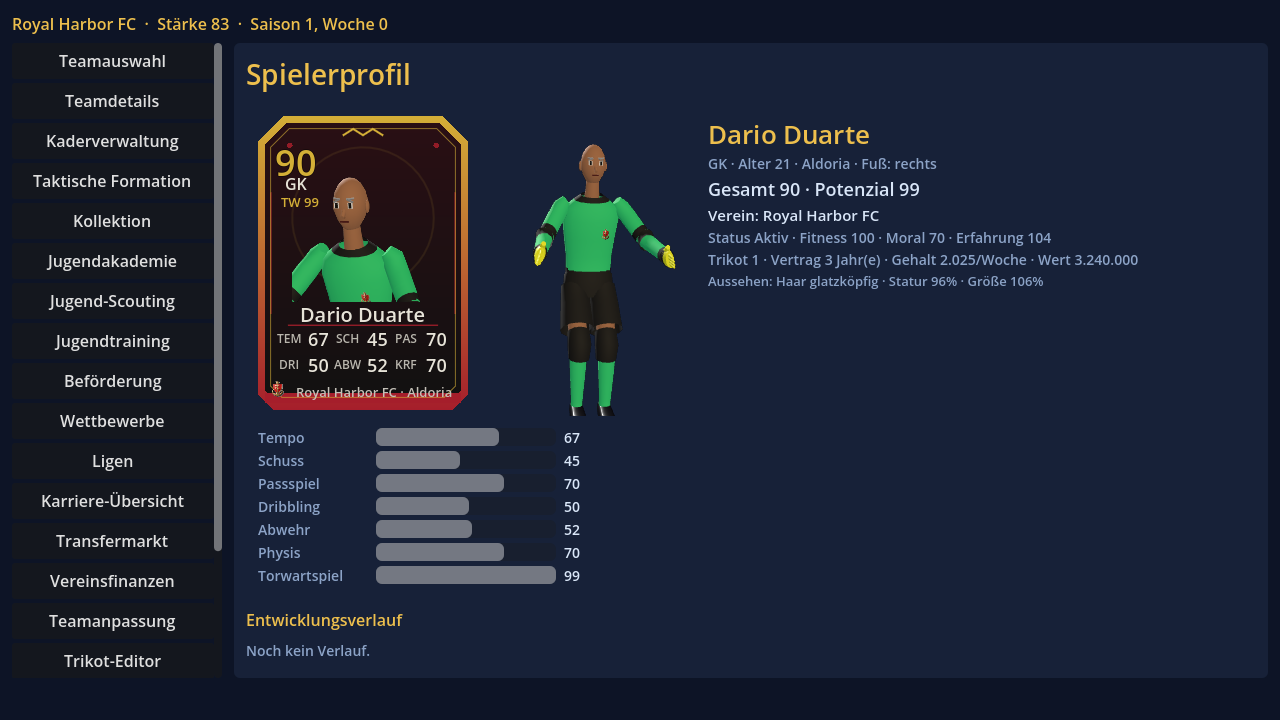 Royal Harbor FC · Stärke 83 · Saison 1, Woche 0
Teamauswahl
Teamdetails
Kaderverwaltung
Taktische Formation
Kollektion
Jugendakademie
Jugend-Scouting
Jugendtraining
Beförderung
Wettbewerbe
Ligen
Karriere-Übersicht
Transfermarkt
Vereinsfinanzen
Teamanpassung
Trikot-Editor
Spielerprofil
90
GK
TW 99
Dario Duarte
TEM 67 SCH 45 PAS 70
DRI 50 ABW 52 KRF 70
Royal Harbor FC · Aldoria
Dario Duarte
GK · Alter 21 · Aldoria · Fuß: rechts
Gesamt 90 · Potenzial 99
Verein: Royal Harbor FC
Status Aktiv · Fitness 100 · Moral 70 · Erfahrung 104
Trikot 1 · Vertrag 3 Jahr(e) · Gehalt 2.025/Woche · Wert 3.240.000
Aussehen: Haar glatzköpfig · Statur 96% · Größe 106%
Tempo 67
Schuss 45
Passspiel 70
Dribbling 50
Abwehr 52
Physis 70
Torwartspiel 99
Entwicklungsverlauf
Noch kein Verlauf.